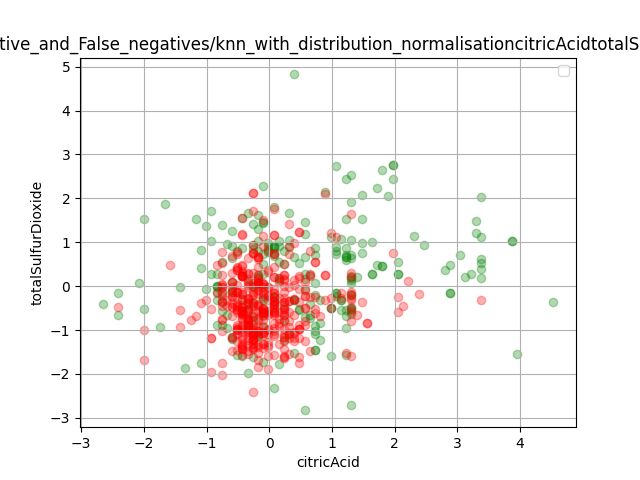 tive_and_False_negatives/knn_with_distribution_normalisationcitricAcidtotalS
5
4
3
2
1
0
−1
−2
−3
totalSulfurDioxide
−3 −2 −1 0 1 2 3 4
citricAcid